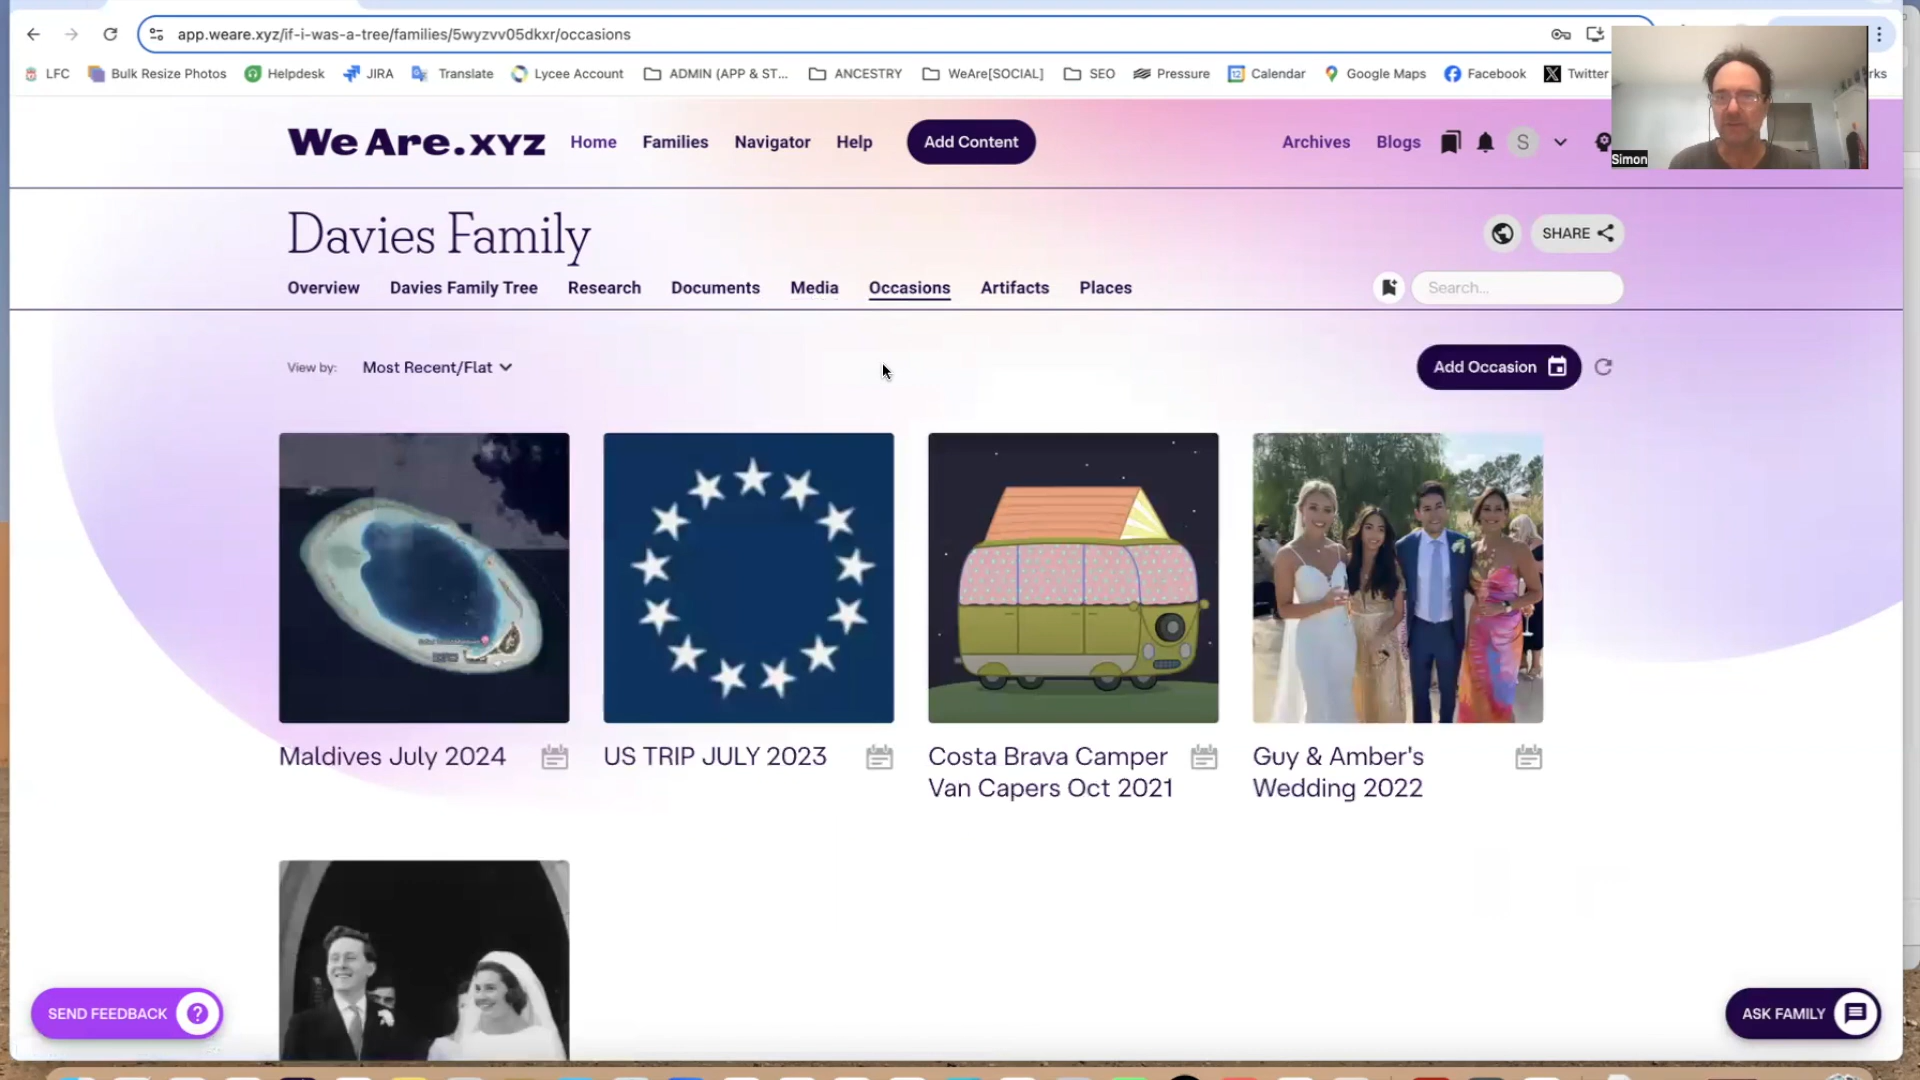 app.weare.xyz/if-i-was-a-tree/families/5wyzvv05dkxr/occasions
LFC Bulk Resize Photos Helpdesk JIRA Translate Lycee Account ADMIN (APP & ST... ANCESTRY WeAre[SOCIAL] SEO Pressure Calendar Google Maps Facebook Twitter rks
We Are.xyz Home Families Navigator Help Add Content Archives Blogs S
Simon
Davies Family
SHARE
Overview Davies Family Tree Research Documents Media Occasions Artifacts Places Search...
View by: Most Recent/Flat Add Occasion
Maldives July 2024 US TRIP JULY 2023 Costa Brava Camper Guy & Amber's
Van Capers Oct 2021 Wedding 2022
SEND FEEDBACK ? ASK FAMILY